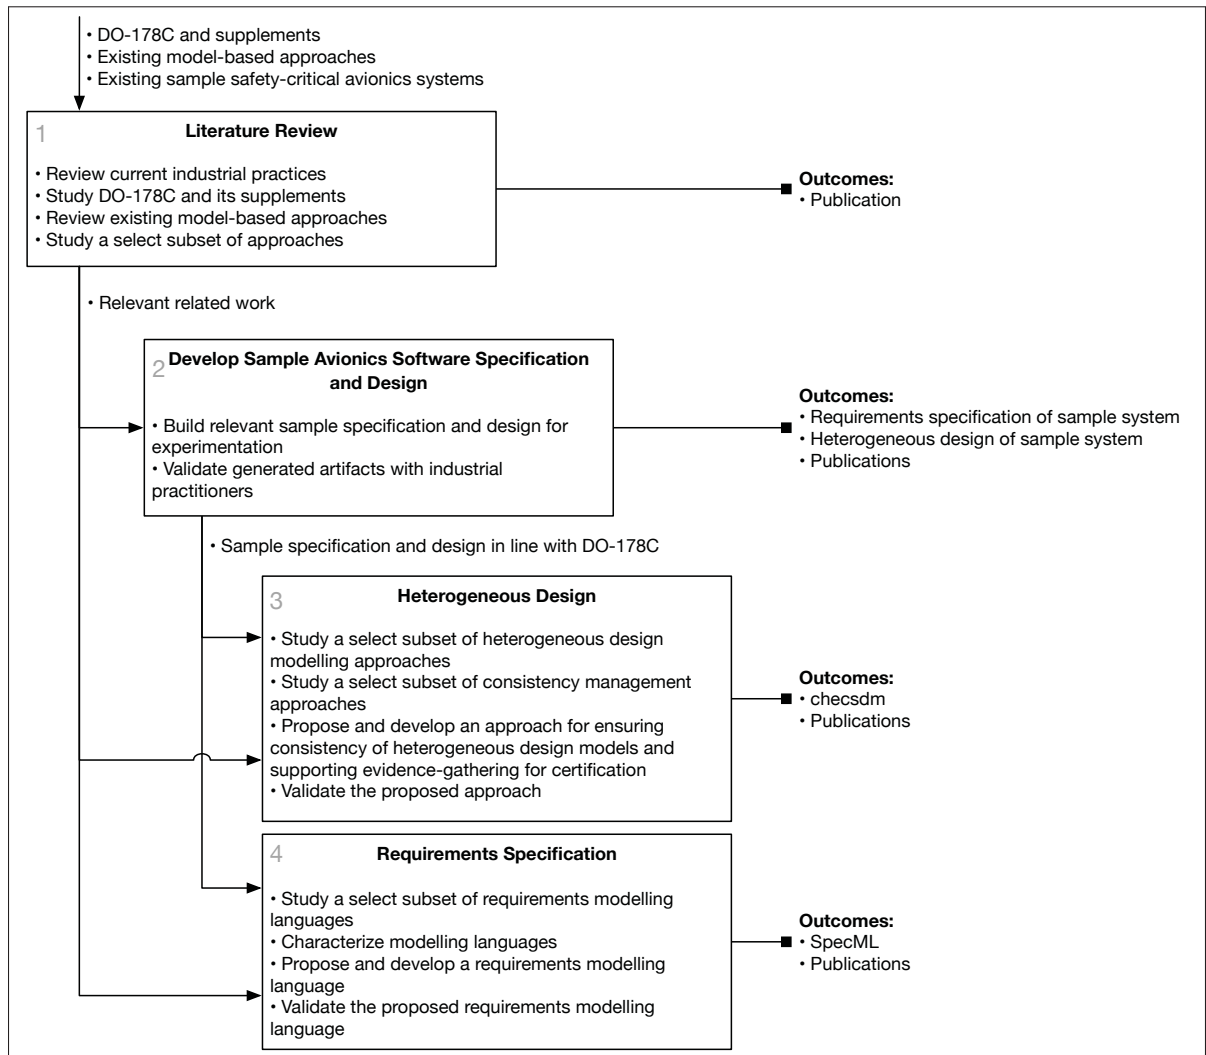 • DO-178C and supplements
• Existing model-based approaches
• Existing sample safety-critical avionics systems
1
Literature Review
• Review current industrial practices
• Study DO-178C and its supplements
• Review existing model-based approaches
• Study a select subset of approaches
Outcomes:
• Publication
• Relevant related work
2
Develop Sample Avionics Software Specification
and Design
• Build relevant sample specification and design for
experimentation
• Validate generated artifacts with industrial
practitioners
Outcomes:
• Requirements specification of sample system
• Heterogeneous design of sample system
• Publications
• Sample specification and design in line with DO-178C
3
Heterogeneous Design
• Study a select subset of heterogeneous design
modelling approaches
• Study a select subset of consistency management
approaches
• Propose and develop an approach for ensuring
consistency of heterogeneous design models and
supporting evidence-gathering for certification
• Validate the proposed approach
Outcomes:
• checsdm
• Publications
4
Requirements Specification
• Study a select subset of requirements modelling
languages
• Characterize modelling languages
• Propose and develop a requirements modelling
language
• Validate the proposed requirements modelling
language
Outcomes:
• SpecML
• Publications